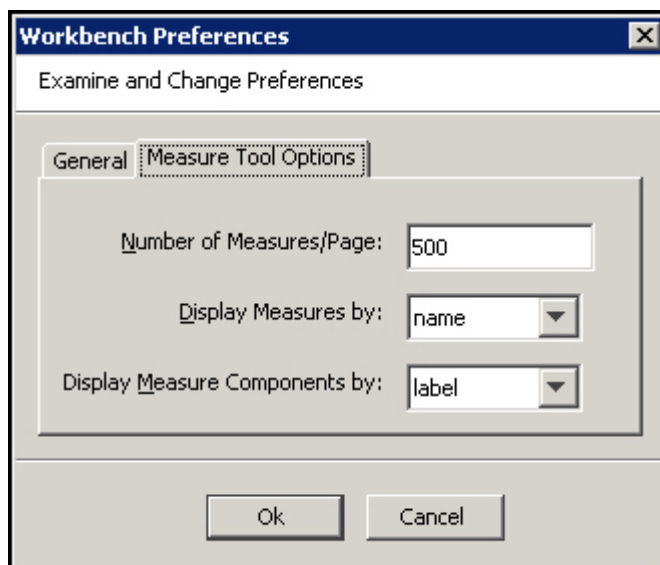 Workbench Preferences
Examine and Change Preferences
General Measure Tool Options
Number of Measures/Page: 500
Display Measures by: name
Display Measure Components by: label
Ok Cancel